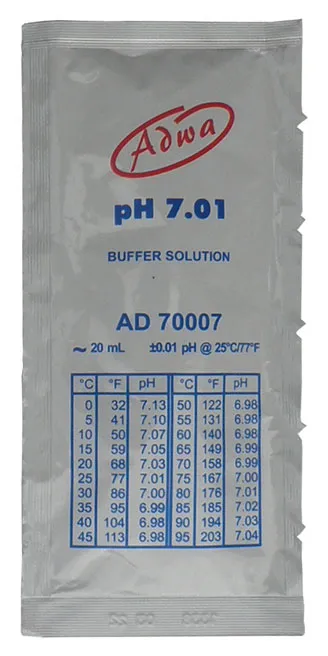 Adwa
pH 7.01
BUFFER SOLUTION
AD 70007
~ 20 mL ±0.01 pH @ 25°C/77°F
°C °F pH °C °F pH
0 32 7.13 50 122 6.98
5 41 7.10 55 131 6.98
10 50 7.07 60 140 6.98
15 59 7.05 65 149 6.99
20 68 7.03 70 158 6.99
25 77 7.01 75 167 7.00
30 86 7.00 80 176 7.01
35 95 6.99 85 185 7.02
40 104 6.98 90 194 7.03
45 113 6.98 95 203 7.04